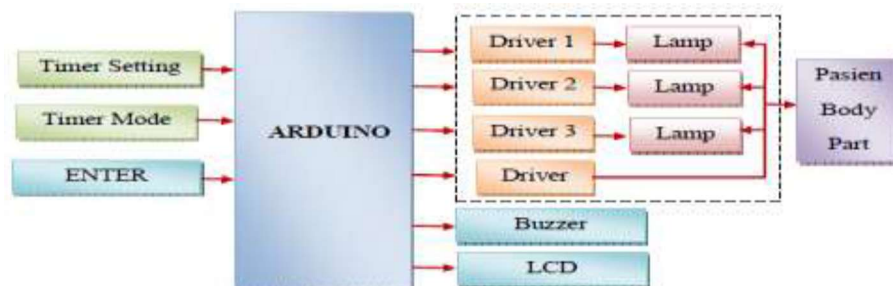 Timer Setting
Timer Mode
ENTER
ARDUINO
Driver 1
Lamp
Driver 2
Lamp
Driver 3
Lamp
Driver
Buzzer
LCD
Pasien
Body
Part